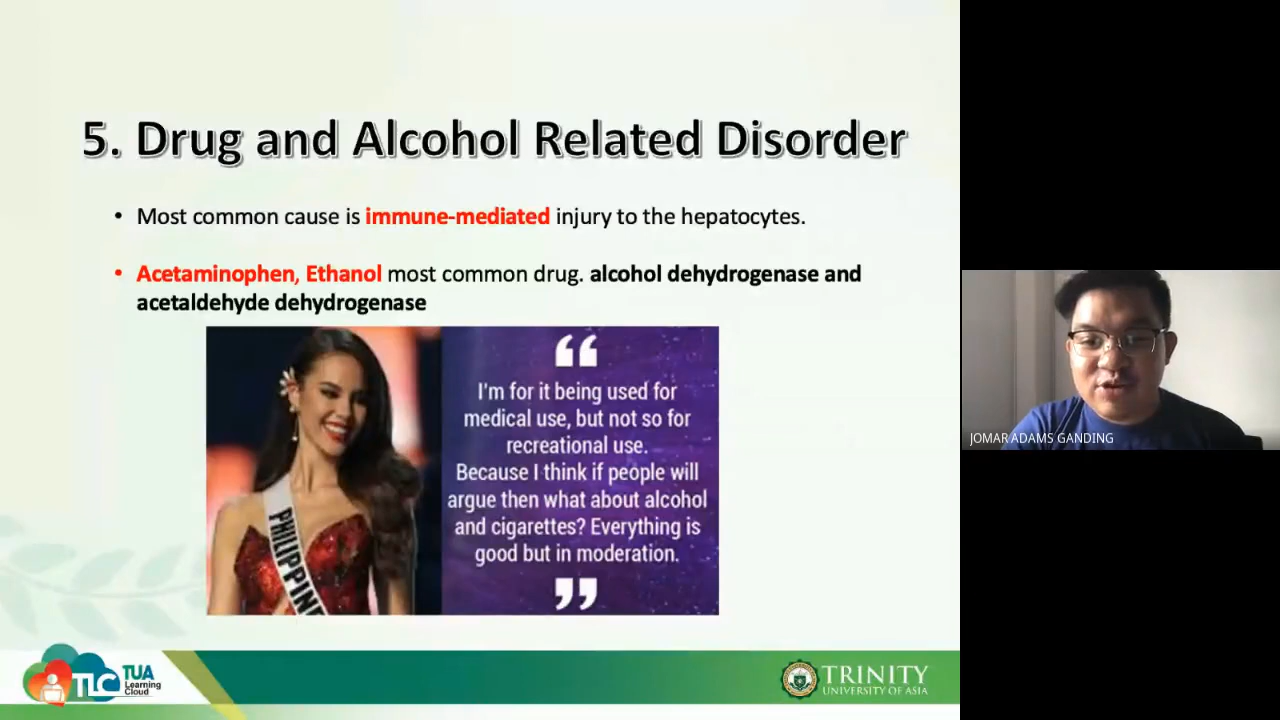 5. Drug and Alcohol Related Disorder
• Most common cause is immune-mediated injury to the hepatocytes.
• Acetaminophen, Ethanol most common drug. alcohol dehydrogenase and
acetaldehyde dehydrogenase
“
I'm for it being used for
medical use, but not so for
recreational use.
Because I think if people will
argue then what about alcohol
and cigarettes? Everything is
good but in moderation.
”
PHILIPPINE
JOMAR ADAMS GANDING
TLC
TUA
Learning
Cloud
TRINITY
UNIVERSITY OF ASIA